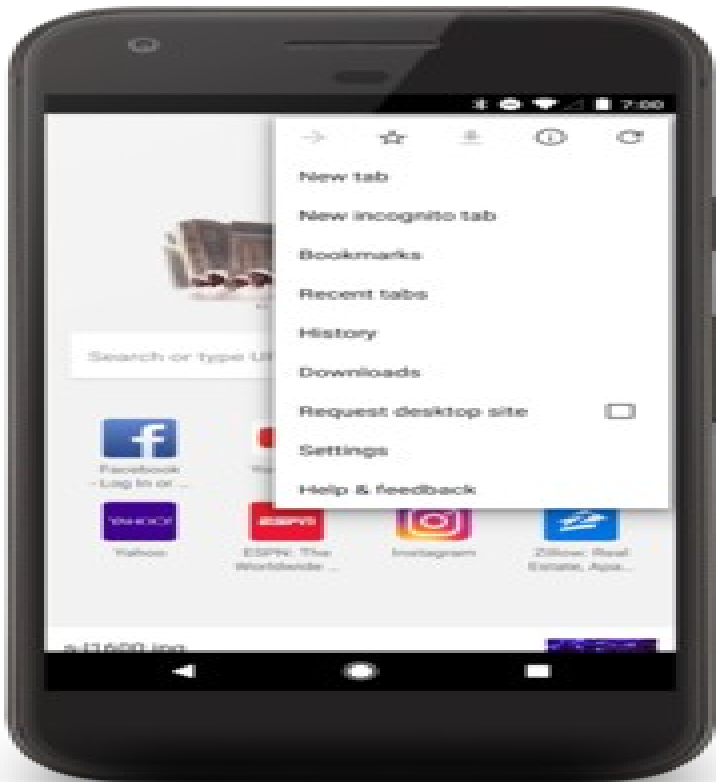 7:00
New tab
New incognito tab
Bookmarks
Recent tabs
History
Downloads
Request desktop site
Settings
Help & feedback
Search or type
Facebook
- Log In or ...
YAHOO!
Yahoo
ESPN
ESPN: The
Worldwide ...
Instagram
Zillow: Real
Estate, Apa...